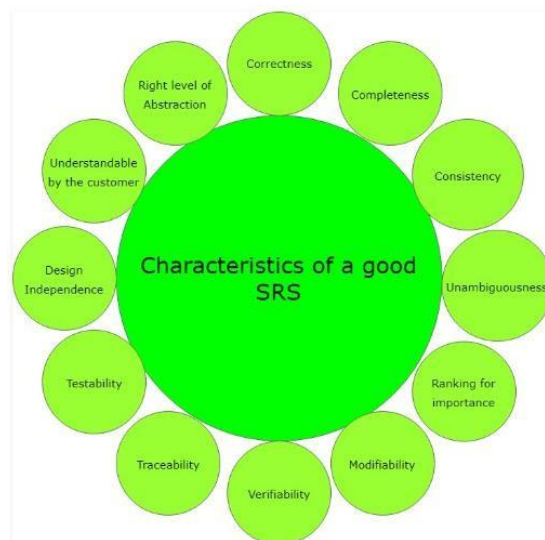 Characteristics of a good
SRS
Correctness
Completeness
Consistency
Unambiguousness
Ranking for
importance
Modifiability
Verifiability
Traceability
Testability
Design
Independence
Understandable
by the customer
Right level of
Abstraction